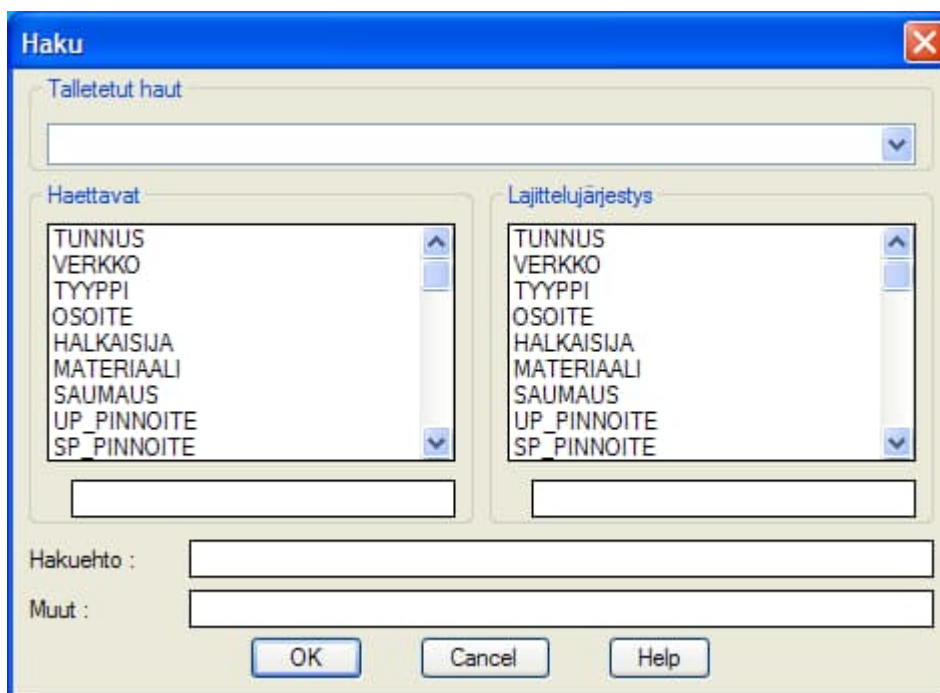 Haku
Talletetut haut
Haettavat
TUNNUS
VERKKO
TYYPPI
OSOITE
HALKAISIJA
MATERIAALI
SAUMAUS
UP_PINNOITE
SP_PINNOITE
Lajittelujärjestys
TUNNUS
VERKKO
TYYPPI
OSOITE
HALKAISIJA
MATERIAALI
SAUMAUS
UP_PINNOITE
SP_PINNOITE
Hakuehto :
Muut :
OK Cancel Help